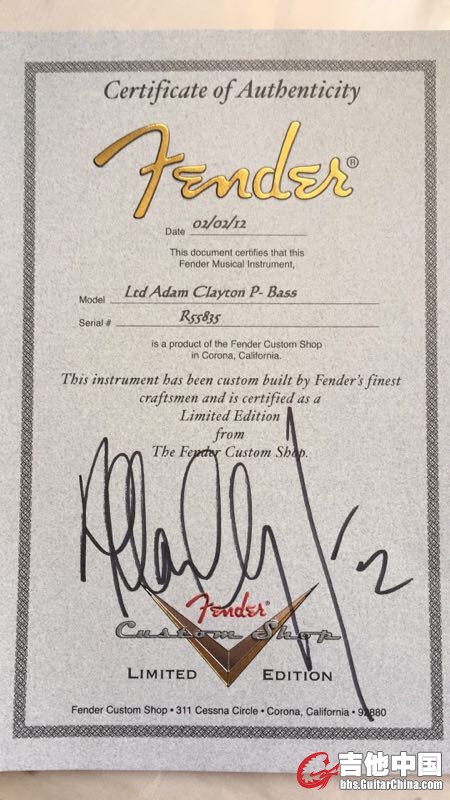 Certificate of Authenticity
Fender®
Date 02/02/12
This document certifies that this
Fender Musical Instrument,
Model Ltd Adam Clayton P- Bass
Serial # R55835
is a product of the Fender Custom Shop
in Corona, California.
This instrument has been custom built by Fender's finest
craftsmen and is certified as a
Limited Edition
from
The Fender Custom Shop.
Fender
Custom Shop
LIMITED EDITION
Fender Custom Shop • 311 Cessna Circle • Corona, California • 92880
吉他中国
bbs.GuitarChina.com